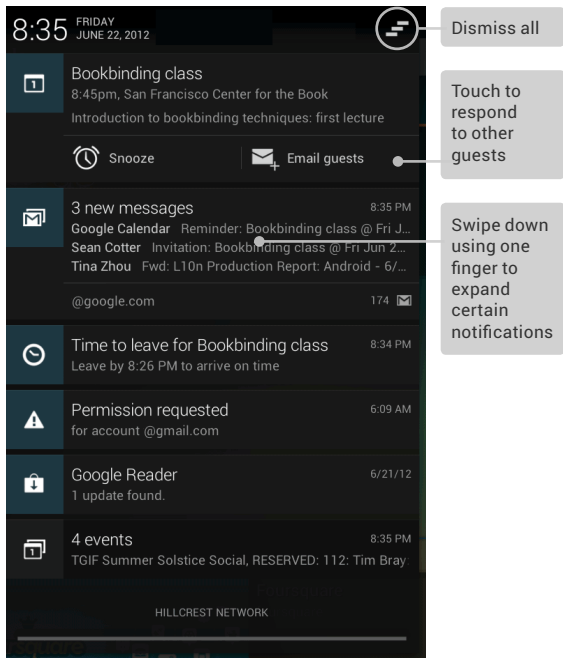 8:35 FRIDAY
JUNE 22, 2012
Dismiss all
1
Bookbinding class
8:45pm, San Francisco Center for the Book
Introduction to bookbinding techniques: first lecture
Snooze
Email guests
Touch to
respond
to other
guests
3 new messages 8:35 PM
Google Calendar Reminder: Bookbinding class @ Fri J...
Sean Cotter Invitation: Bookbinding class @ Fri Jun 2...
Tina Zhou Fwd: L10n Production Report: Android - 6/...
@google.com 174
Swipe down
using one
finger to
expand
certain
notifications
Time to leave for Bookbinding class 8:34 PM
Leave by 8:26 PM to arrive on time
Permission requested 6:09 AM
for account @gmail.com
Google Reader 6/21/12
1 update found.
1
4 events 8:35 PM
TGIF Summer Solstice Social, RESERVED: 112: Tim Bray:
HILLCREST NETWORK